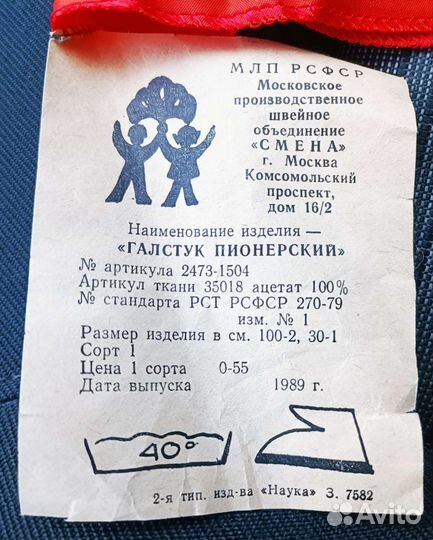 МЛП РСФСР
Московское
производственное
швейное
объединение
«СМЕНА»
г. Москва
Комсомольский
проспект,
дом 16/2
Наименование изделия —
«ГАЛСТУК ПИОНЕРСКИЙ»
№ артикула 2473-1504
Артикул ткани 35018 ацетат 100%
№ стандарта РСТ РСФСР 270-79
изм. № 1
Размер изделия в см. 100-2, 30-1
Сорт 1
Цена 1 сорта 0-55
Дата выпуска 1989 г.
40°
2-я тип. изд-ва «Наука» З. 7582
Avito